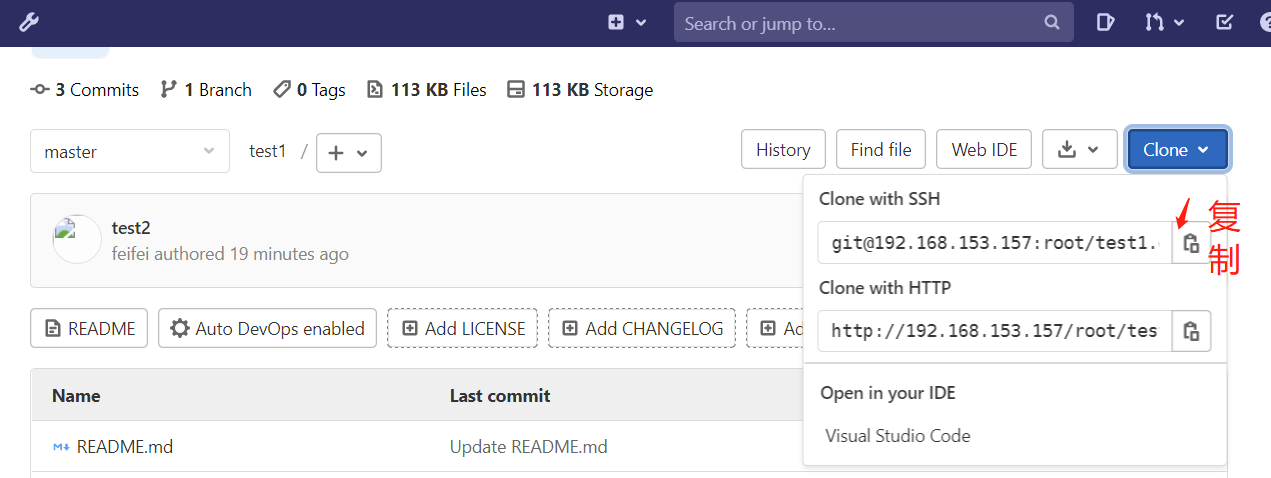 Search or jump to...
3 Commits 1 Branch 0 Tags 113 KB Files 113 KB Storage
master test1 / History Find file Web IDE Clone
test2
feifei authored 19 minutes ago
Clone with SSH
git@192.168.153.157:root/test1.
复制
Clone with HTTP
http://192.168.153.157/root/tes
README Auto DevOps enabled Add LICENSE Add CHANGELOG
Open in your IDE
Visual Studio Code
Name Last commit
README.md Update README.md